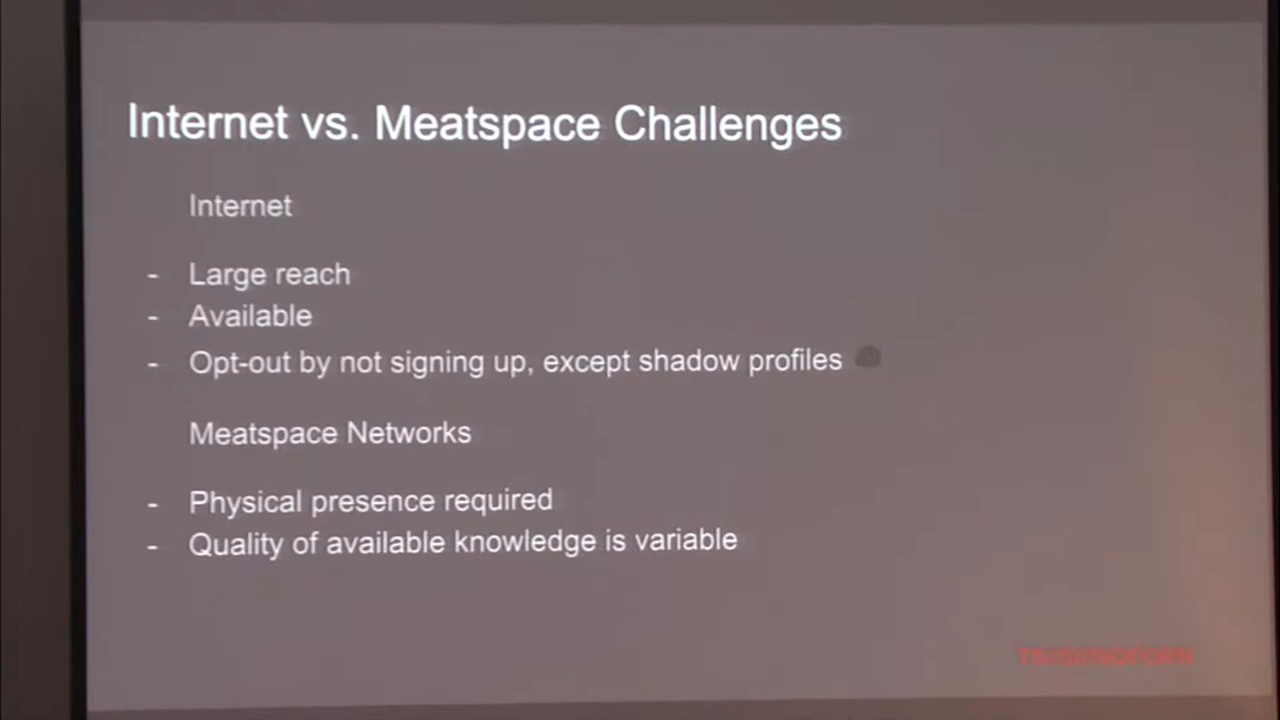 Internet vs. Meatspace Challenges
Internet
- Large reach
- Available
- Opt-out by not signing up, except shadow profiles
Meatspace Networks
- Physical presence required
- Quality of available knowledge is variable